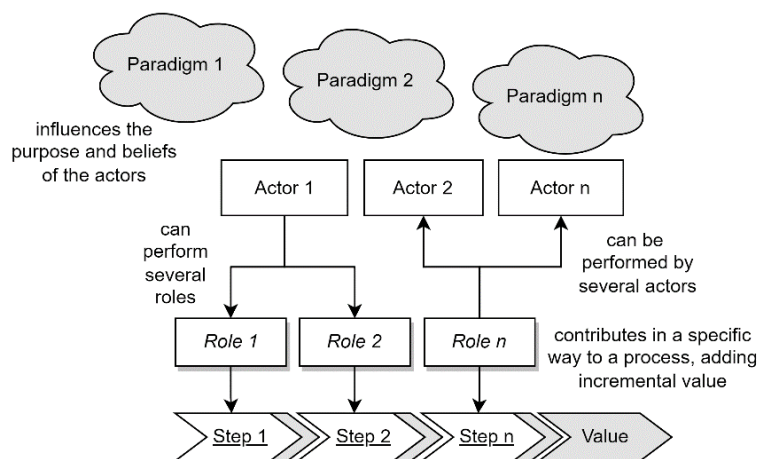 Paradigm 1
Paradigm 2
Paradigm n
influences the
purpose and beliefs
of the actors
Actor 1
Actor 2
Actor n
can
perform
several
roles
can be
performed by
several actors
Role 1
Role 2
Role n
contributes in a specific
way to a process, adding
incremental value
Step 1
Step 2
Step n
Value